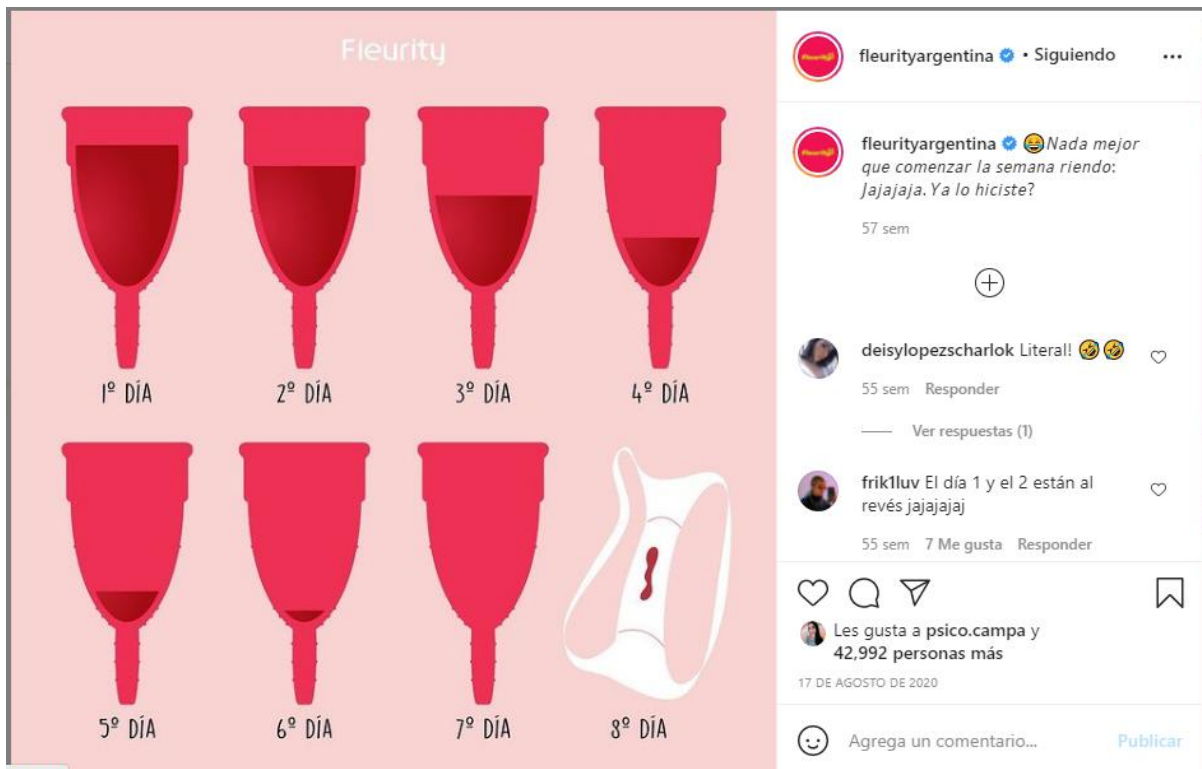 Fleurity
1º DÍA
2º DÍA
3º DÍA
4º DÍA
5º DÍA
6º DÍA
7º DÍA
8º DÍA
fleurityargentina • Siguiendo
fleurityargentina 😂Nada mejor
que comenzar la semana riendo:
Jajajaja. Ya lo hiciste?
57 sem
deisylopezscharlok Literal! 🤣🤣
55 sem Responder
Ver respuestas (1)
frik1luv El día 1 y el 2 están al
revés jajajajaj
55 sem 7 Me gusta Responder
Les gusta a psico.campa y
42,992 personas más
17 DE AGOSTO DE 2020
Agrega un comentario... Publicar